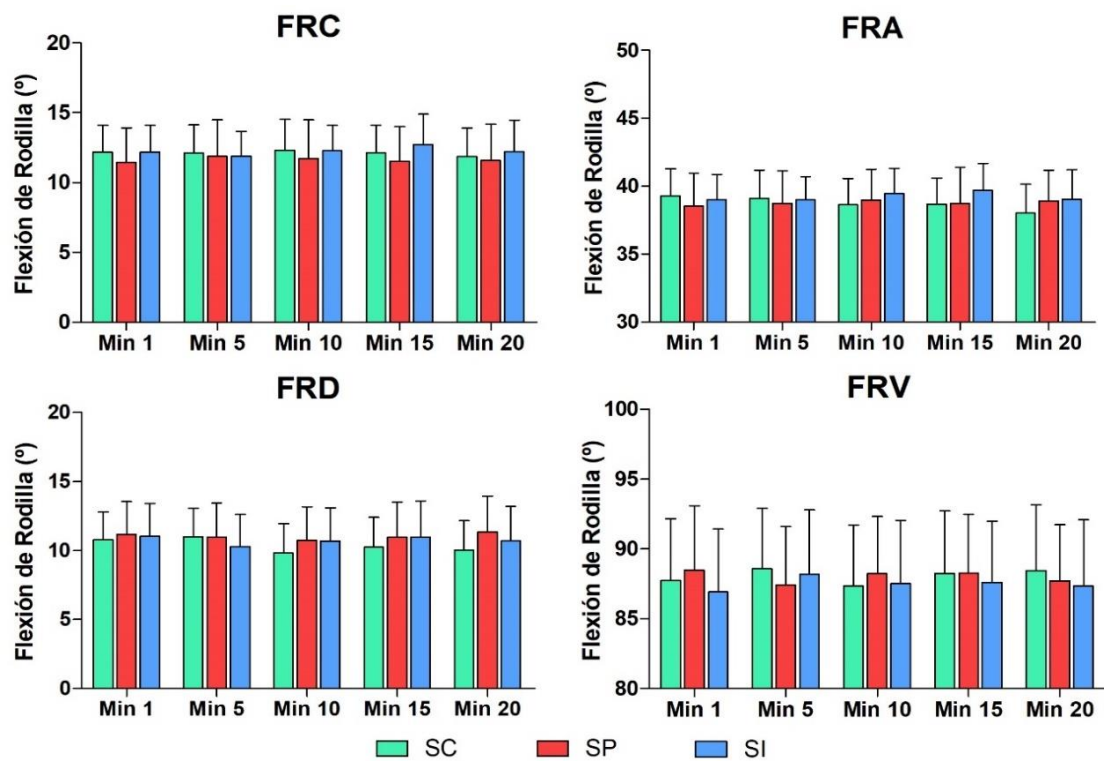 FRC
Flexión de Rodilla (º)
20
15
10
5
0
Min 1 Min 5 Min 10 Min 15 Min 20
FRA
Flexión de Rodilla (º)
50
45
40
35
30
Min 1 Min 5 Min 10 Min 15 Min 20
FRD
Flexión de Rodilla (º)
20
15
10
5
0
Min 1 Min 5 Min 10 Min 15 Min 20
FRV
Flexión de Rodilla (º)
100
95
90
85
80
Min 1 Min 5 Min 10 Min 15 Min 20
SC SP SI